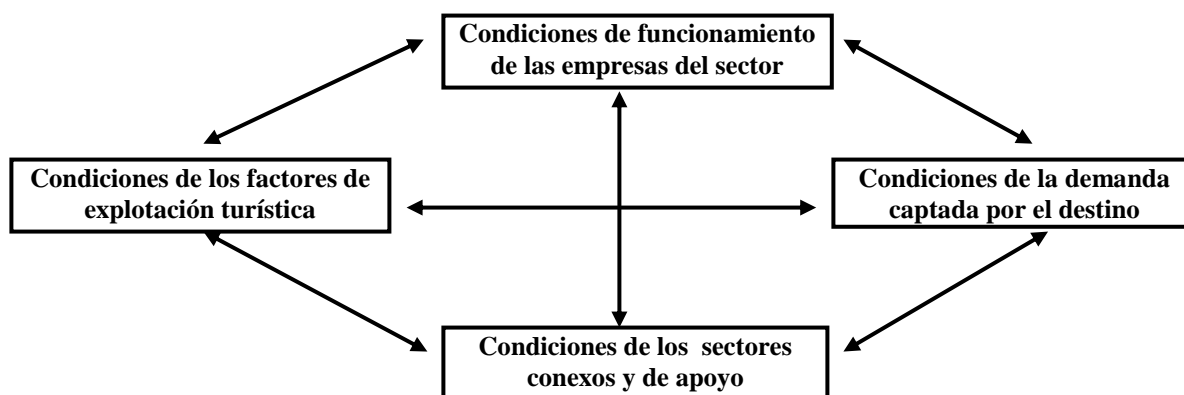 Condiciones de funcionamiento
de las empresas del sector
Condiciones de los factores de
explotación turística
Condiciones de la demanda
captada por el destino
Condiciones de los sectores
conexos y de apoyo